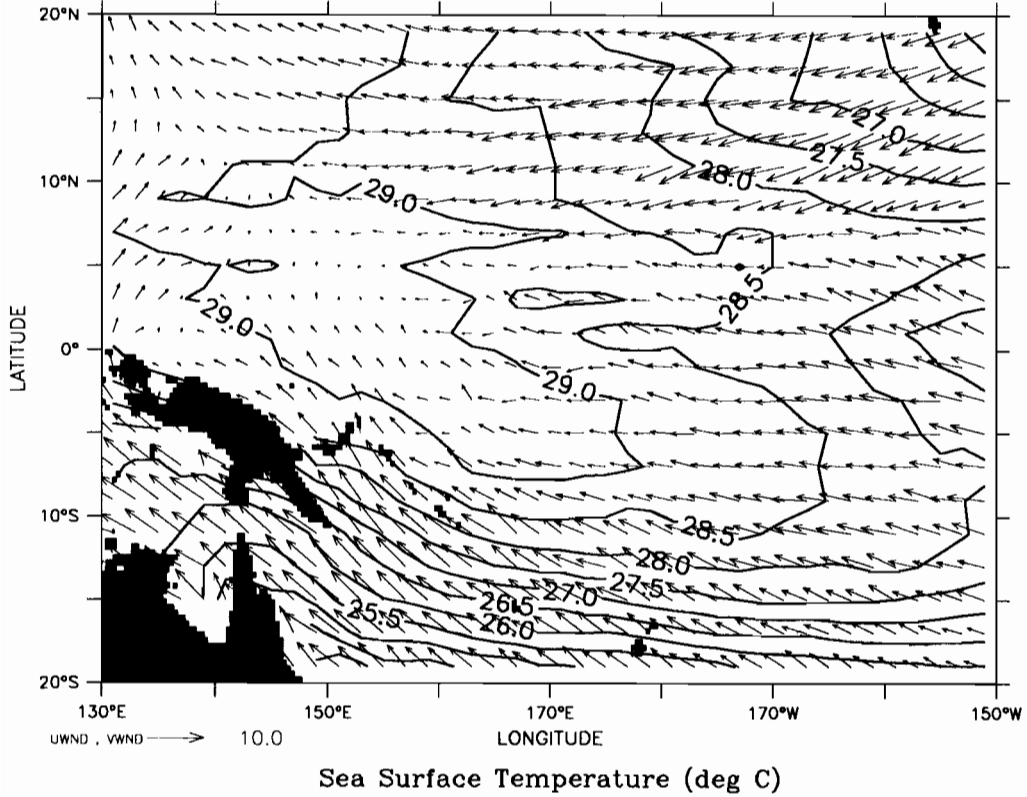 20°N
10°N
0°
10°S
20°S
LATITUDE
27.0
27.5
28.0
29.0
28.5
29.0
29.0
28.5
28.0
27.5
27.0
26.5
25.5
26.0
130°E 150°E 170°E 170°W 150°W
UWND , VWND 10.0
LONGITUDE
Sea Surface Temperature (deg C)